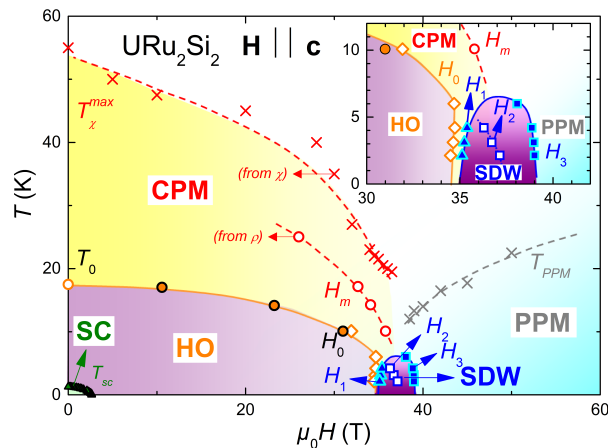 URu₂Si₂ H || c
T_χ^max
CPM
(from χ)
(from ρ)
H_m
T₀
H₀
HO
SC
T_sc
H₁
H₂
H₃
SDW
T_PPM
PPM
0
20
40
60
80
T (K)
0
20
40
60
μ₀H (T)
CPM
H_m
H₀
H₁
H₂
HO
PPM
H₃
SDW
0
5
10
30
35
40